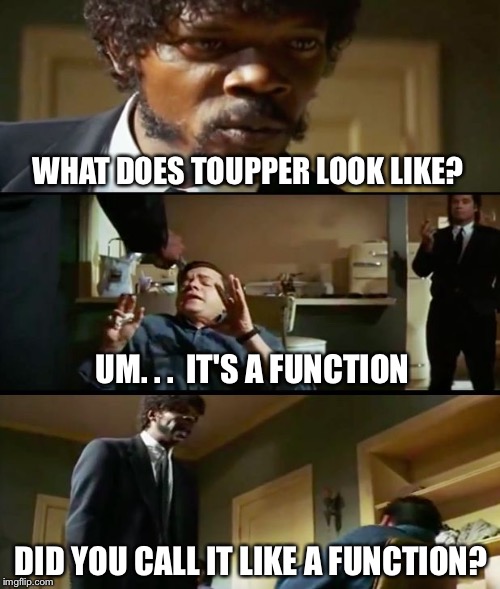 WHAT DOES TOUPPER LOOK LIKE?
UM. . . IT'S A FUNCTION
DID YOU CALL IT LIKE A FUNCTION?
imgflip.com